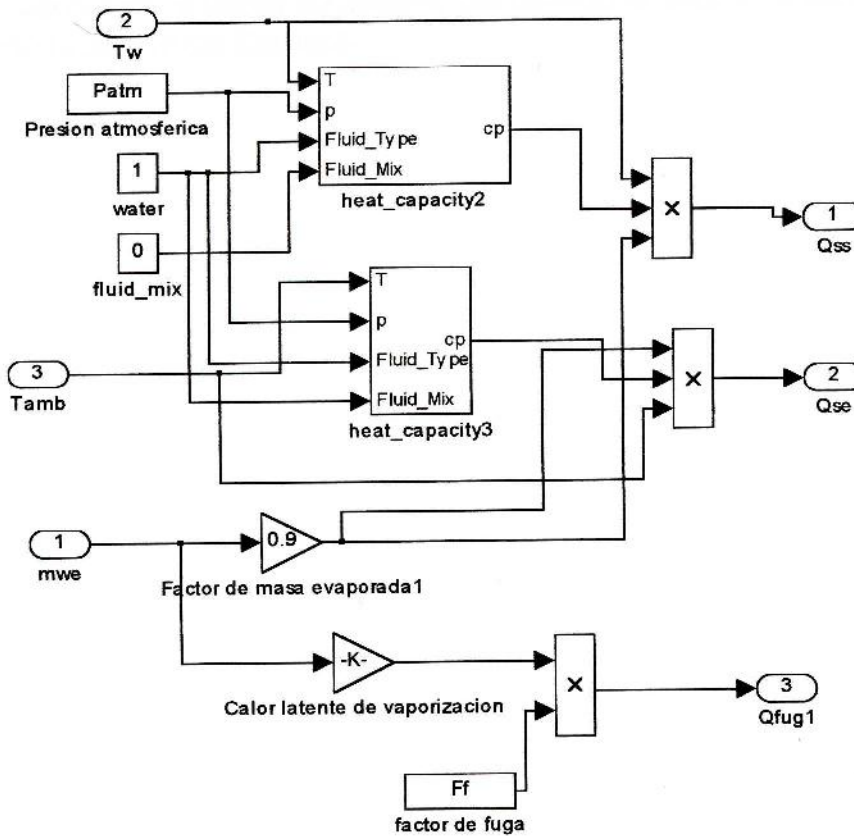 2
Tw
Patm
Presion atmosferica
1
water
0
fluid_mix
T
p
Fluid_Type
Fluid_Mix
cp
heat_capacity2
×
1
Qss
T
p
Fluid_Type
Fluid_Mix
cp
heat_capacity3
×
2
Qse
3
Tamb
1
mwe
0.9
Factor de masa evaporada1
-K-
Calor latente de vaporizacion
×
3
Qfug1
Ff
factor de fuga